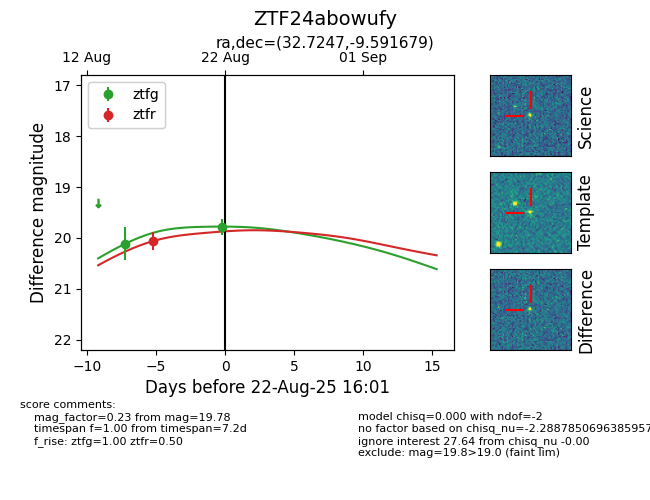 ZTF24abowufy
ra,dec=(32.7247,-9.591679)
12 Aug 22 Aug 01 Sep
ztfg
ztfr
Difference magnitude
17
18
19
20
21
22
−10 −5 0 5 10 15
Days before 22-Aug-25 16:01
Science
Template
Difference
score comments:
mag_factor=0.23 from mag=19.78
timespan f=1.00 from timespan=7.2d
f_rise: ztfg=1.00 ztfr=0.50
model chisq=0.000 with ndof=-2
no factor based on chisq_nu=-2.2887850696385957
ignore interest 27.64 from chisq_nu -0.00
exclude: mag=19.8>19.0 (faint lim)